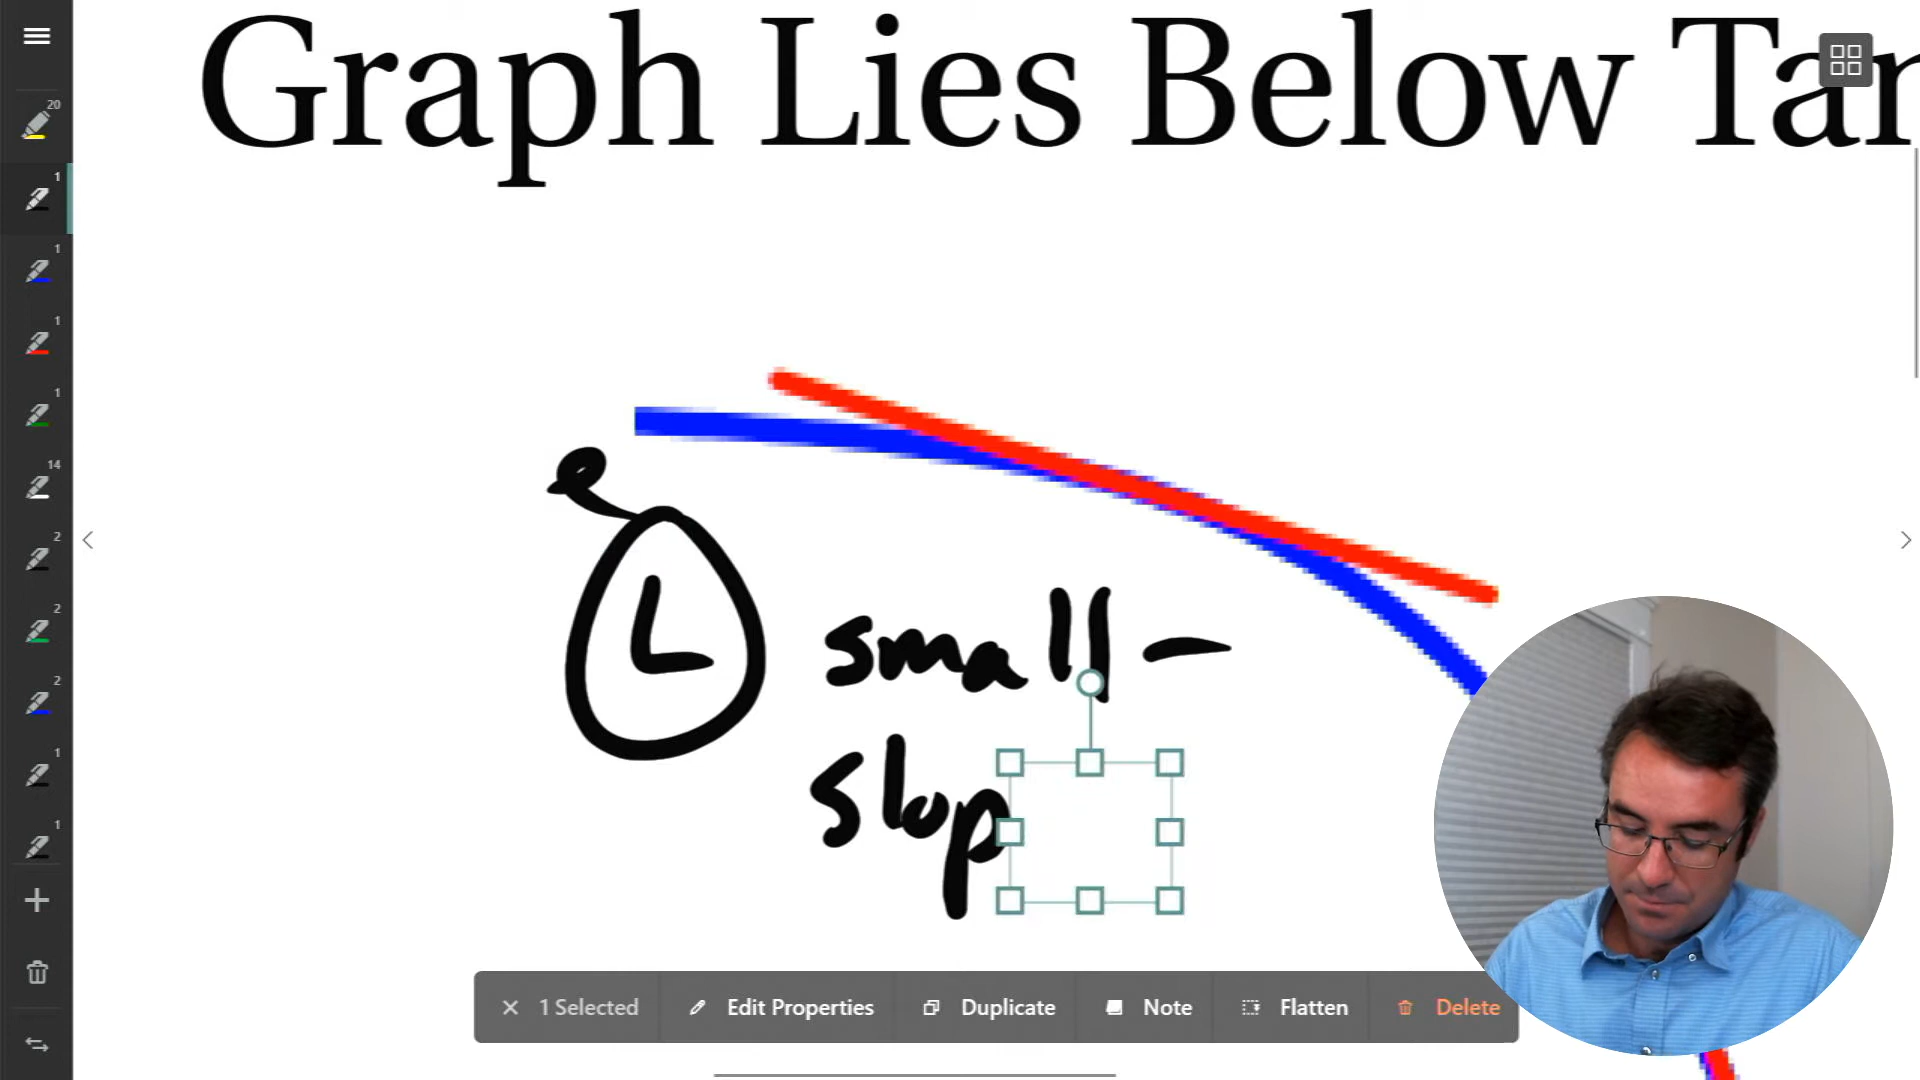 Graph Lies Below Tan
20
1
1
1
1
14
2
2
2
1
1
e
L small -
slop
1 Selected Edit Properties Duplicate Note Flatten Delete